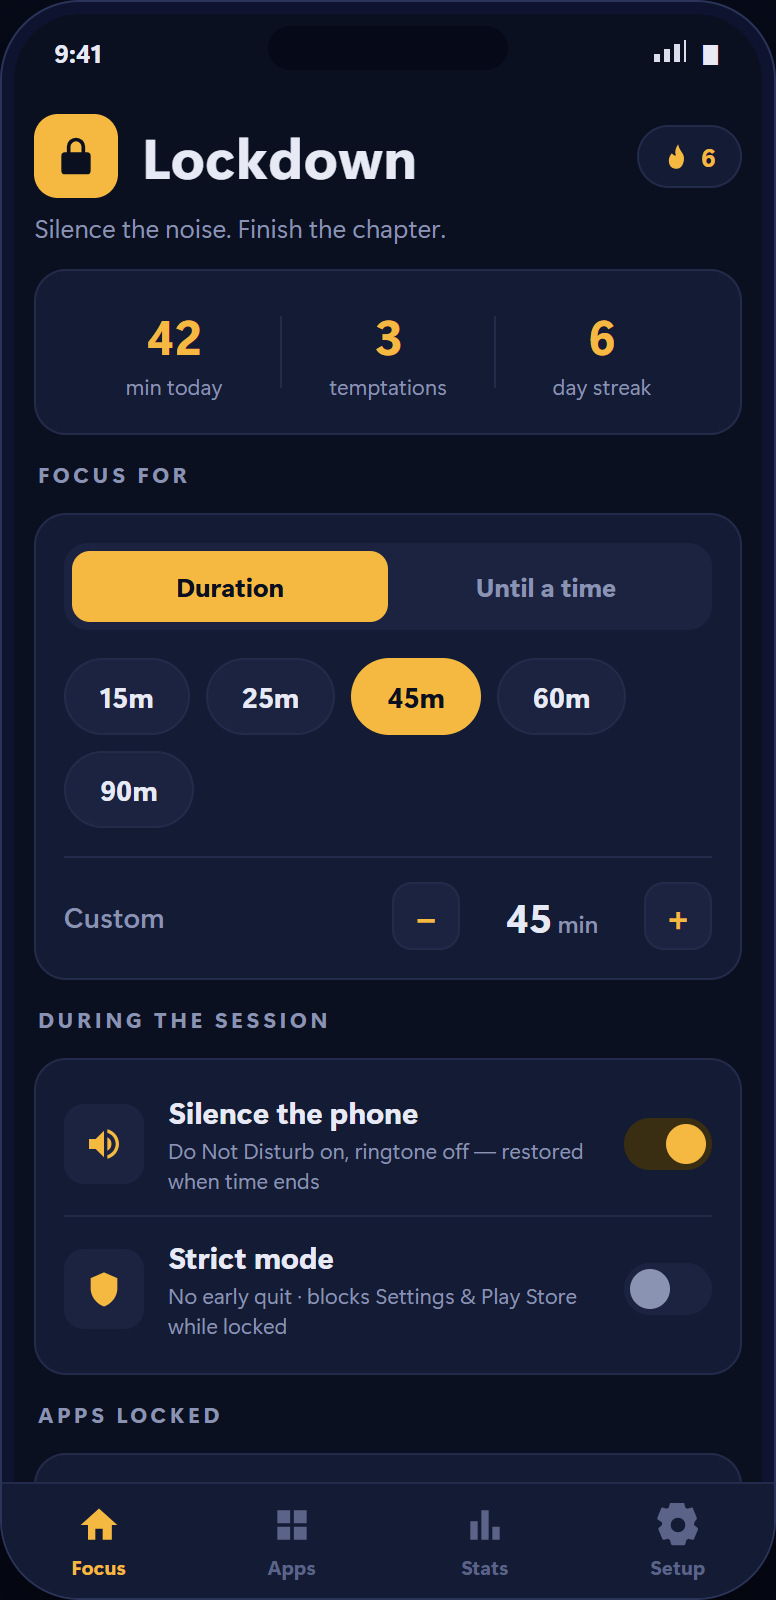 9:41
Lockdown
6
Silence the noise. Finish the chapter.
42
3
6
min today
temptations
day streak
FOCUS FOR
Duration
Until a time
15m
25m
45m
60m
90m
Custom
−
45 min
+
DURING THE SESSION
Silence the phone
Do Not Disturb on, ringtone off — restored
when time ends
Strict mode
No early quit · blocks Settings & Play Store
while locked
APPS LOCKED
Focus
Apps
Stats
Setup